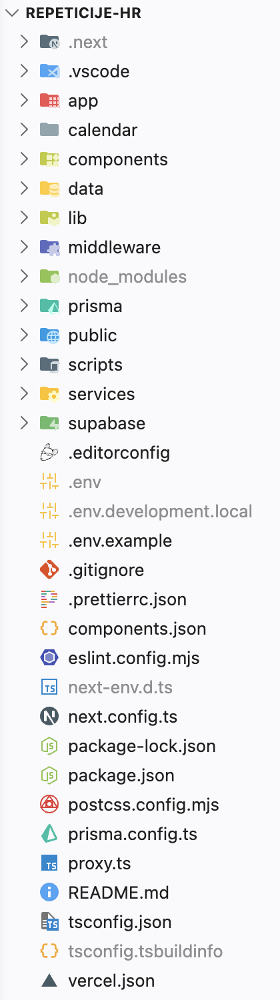 REPETICIJE-HR
.next
.vscode
app
calendar
components
data
lib
middleware
node_modules
prisma
public
scripts
services
supabase
.editorconfig
.env
.env.development.local
.env.example
.gitignore
.prettierrc.json
components.json
eslint.config.mjs
next-env.d.ts
next.config.ts
package-lock.json
package.json
postcss.config.mjs
prisma.config.ts
proxy.ts
README.md
tsconfig.json
tsconfig.tsbuildinfo
vercel.json